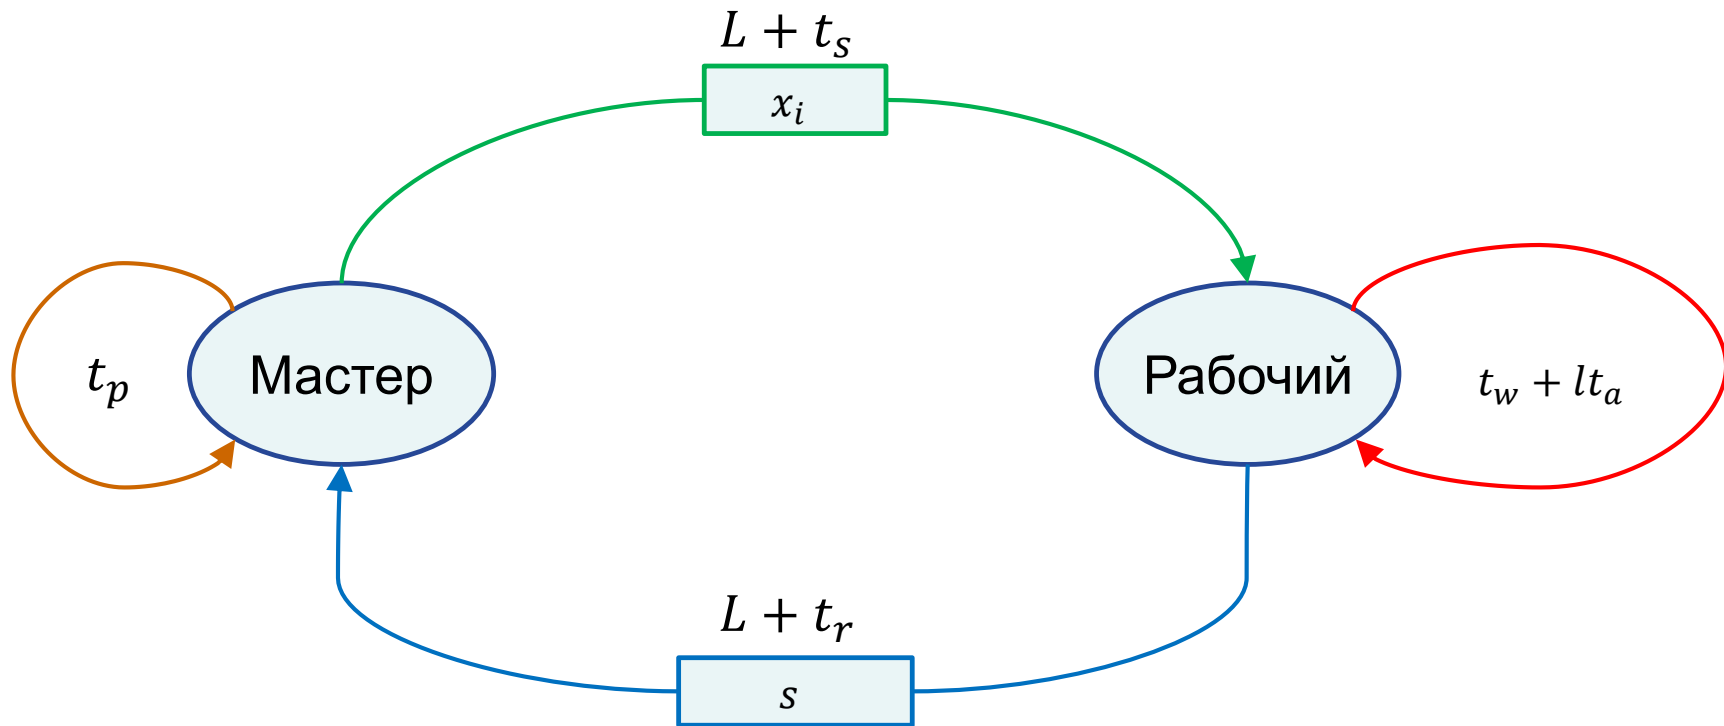 L + t_s
x_i
t_p
Мастер
Рабочий
t_w + lt_a
L + t_r
s